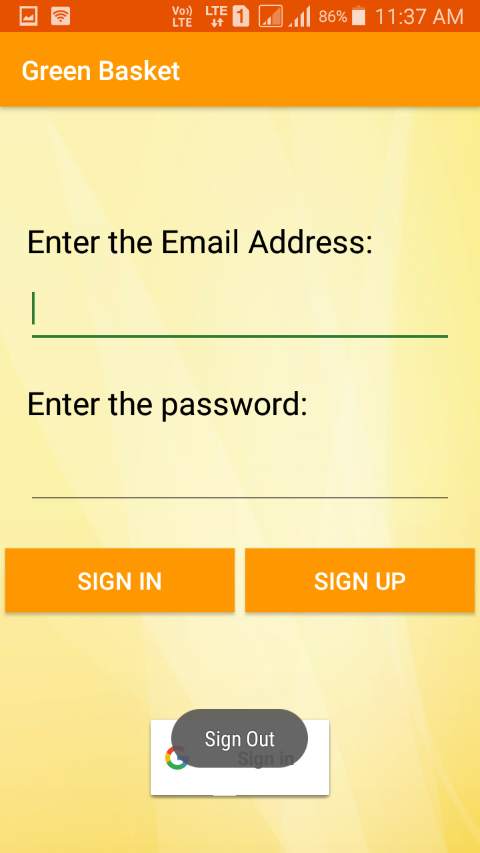 Vo)) LTE LTE 1 86% 11:37 AM
Green Basket
Enter the Email Address:
Enter the password:
SIGN IN SIGN UP
Sign Out
Sign in